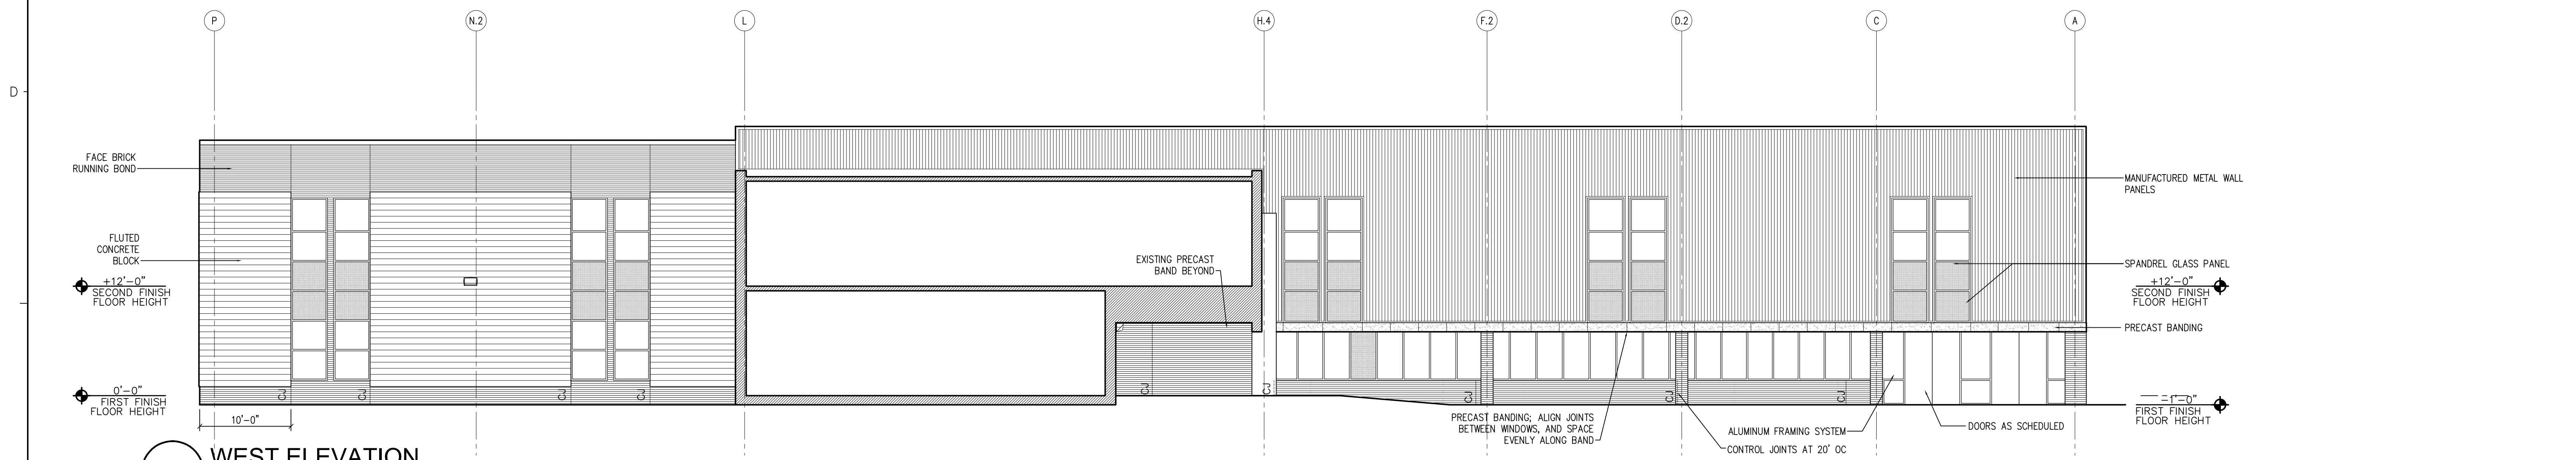 P
N.2
L
H.4
F.2
D.2
C
A
D
FACE BRICK
RUNNING BOND
MANUFACTURED METAL WALL
PANELS
FLUTED
CONCRETE
BLOCK
EXISTING PRECAST
BAND BEYOND
SPANDREL GLASS PANEL
+12'-0"
SECOND FINISH
FLOOR HEIGHT
+12'-0"
SECOND FINISH
FLOOR HEIGHT
PRECAST BANDING
0'-0"
FIRST FINISH
FLOOR HEIGHT
CJ
CJ
CJ
CJ
CJ
CJ
CJ
CJ
CJ
-1'-0"
FIRST FINISH
FLOOR HEIGHT
10'-0"
PRECAST BANDING; ALIGN JOINTS
BETWEEN WINDOWS, AND SPACE
EVENLY ALONG BAND
ALUMINUM FRAMING SYSTEM
DOORS AS SCHEDULED
CONTROL JOINTS AT 20' OC
WEST ELEVATION